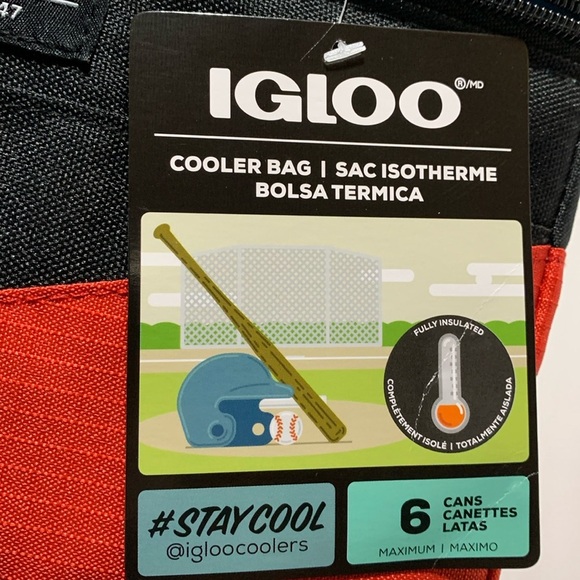 47
IGLOO®/MD
COOLER BAG | SAC ISOTHERME
BOLSA TERMICA
FULLY INSULATED
COMPLÈTEMENT ISOLÉ | TOTALMENTE AISLADA
#STAYCOOL
@igloocoolers
6 CANS
CANETTES
LATAS
MAXIMUM | MAXIMO